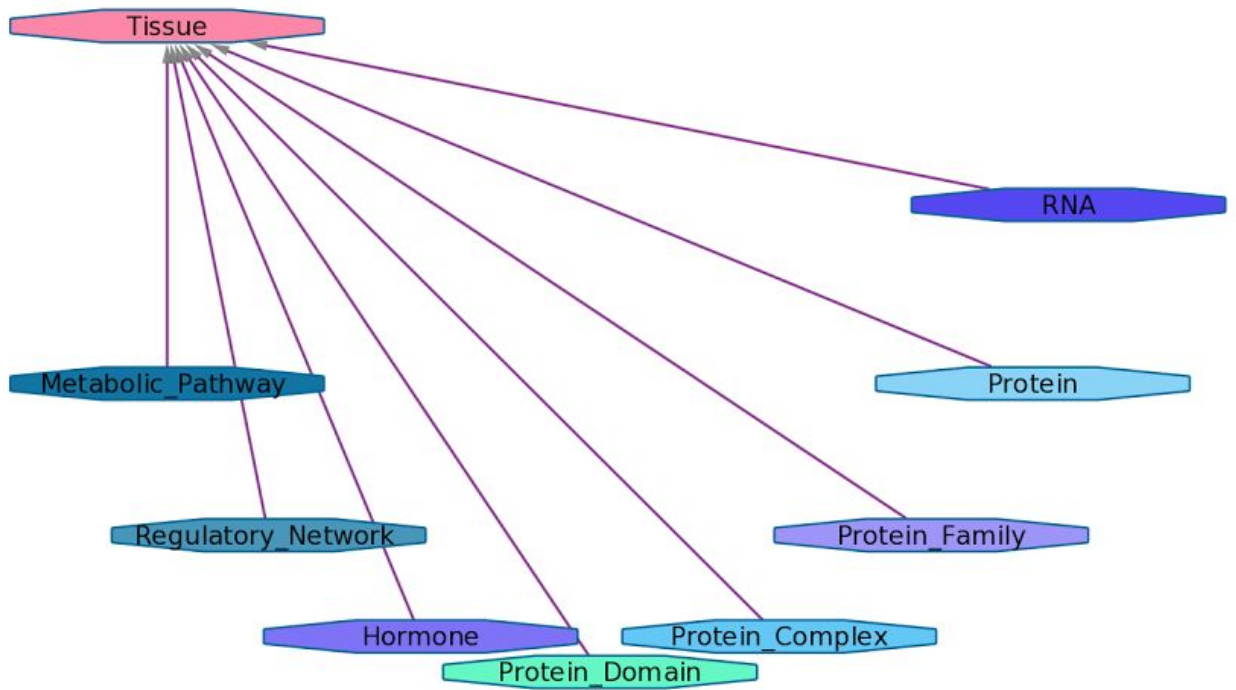 Tissue
RNA
Metabolic_Pathway
Protein
Regulatory_Network
Protein_Family
Hormone
Protein_Complex
Protein_Domain